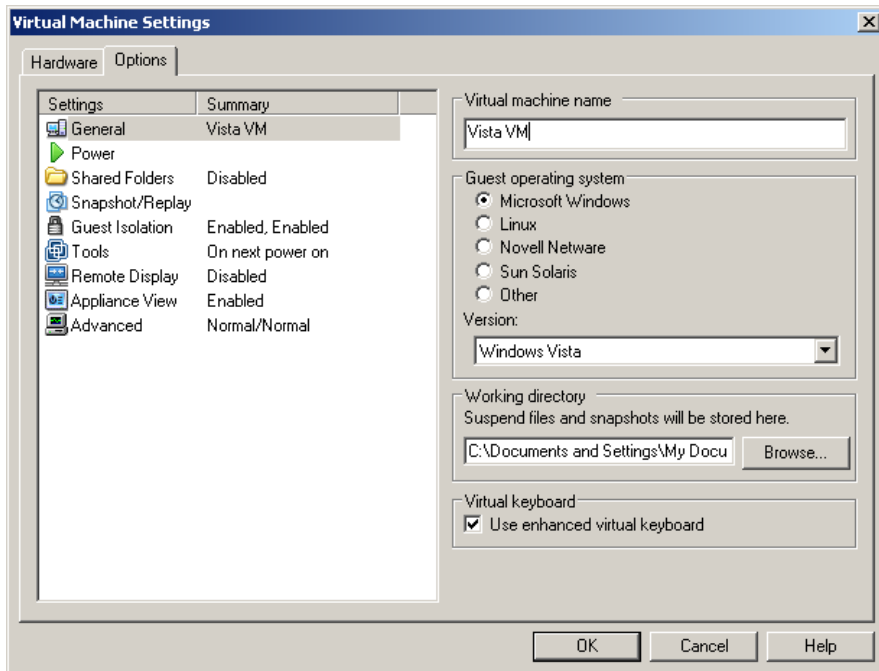 Virtual Machine Settings
Hardware Options
Settings Summary
General Vista VM
Power
Shared Folders Disabled
Snapshot/Replay
Guest Isolation Enabled, Enabled
Tools On next power on
Remote Display Disabled
Appliance View Enabled
Advanced Normal/Normal
Virtual machine name
Vista VM
Guest operating system
Microsoft Windows
Linux
Novell Netware
Sun Solaris
Other
Version:
Windows Vista
Working directory
Suspend files and snapshots will be stored here.
C:\Documents and Settings\My Docu Browse...
Virtual keyboard
Use enhanced virtual keyboard
OK Cancel Help